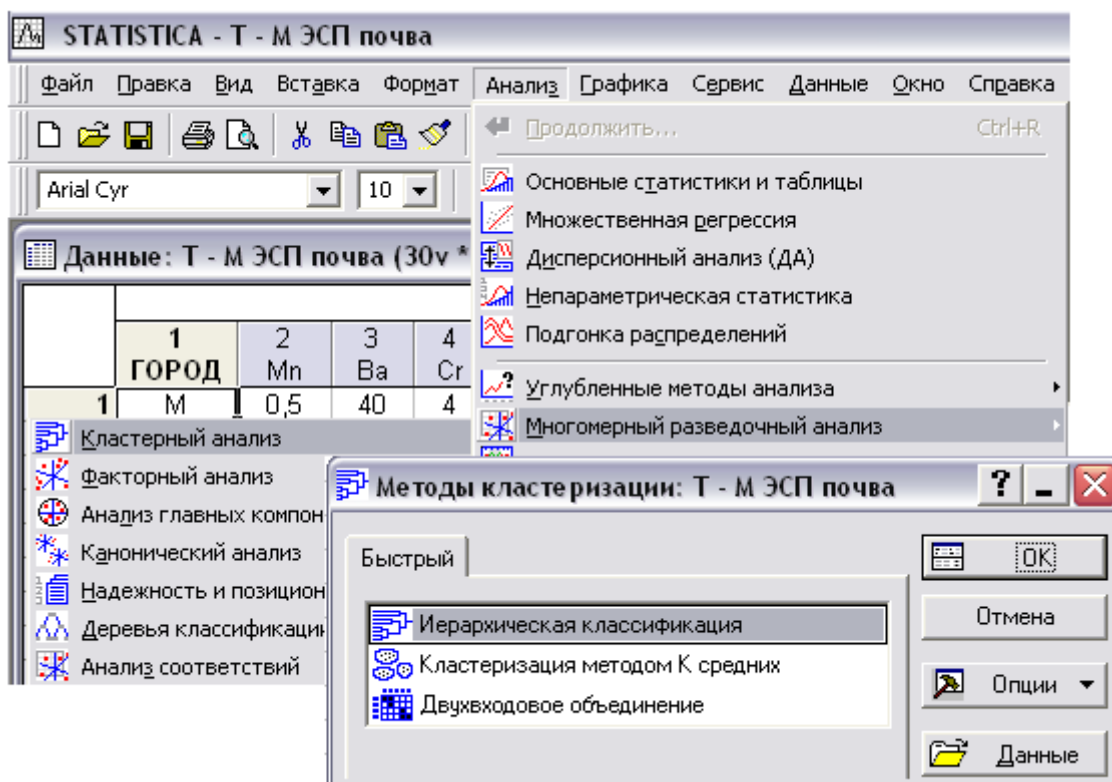 STATISTICA - Т - М ЭСП почва
Файл Правка Вид Вставка Формат Анализ Графика Сервис Данные Окно Справка
Продолжить... Ctrl+R
Arial Cyr 10
Основные статистики и таблицы
Множественная регрессия
Дисперсионный анализ (ДА)
Непараметрическая статистика
Подгонка распределений
Углубленные методы анализа
Многомерный разведочный анализ
Данные: Т - М ЭСП почва (30v *
1 2 3 4
ГОРОД Mn Ba Cr
1 М 0,5 40 4
Кластерный анализ
Факторный анализ
Анализ главных компон
Канонический анализ
Надежность и позицион
Деревья классификаци
Анализ соответствий
Методы кластеризации: Т - М ЭСП почва
Быстрый
Иерархическая классификация
Кластеризация методом К средних
Двухвходовое объединение
OK
Отмена
Опции
Данные